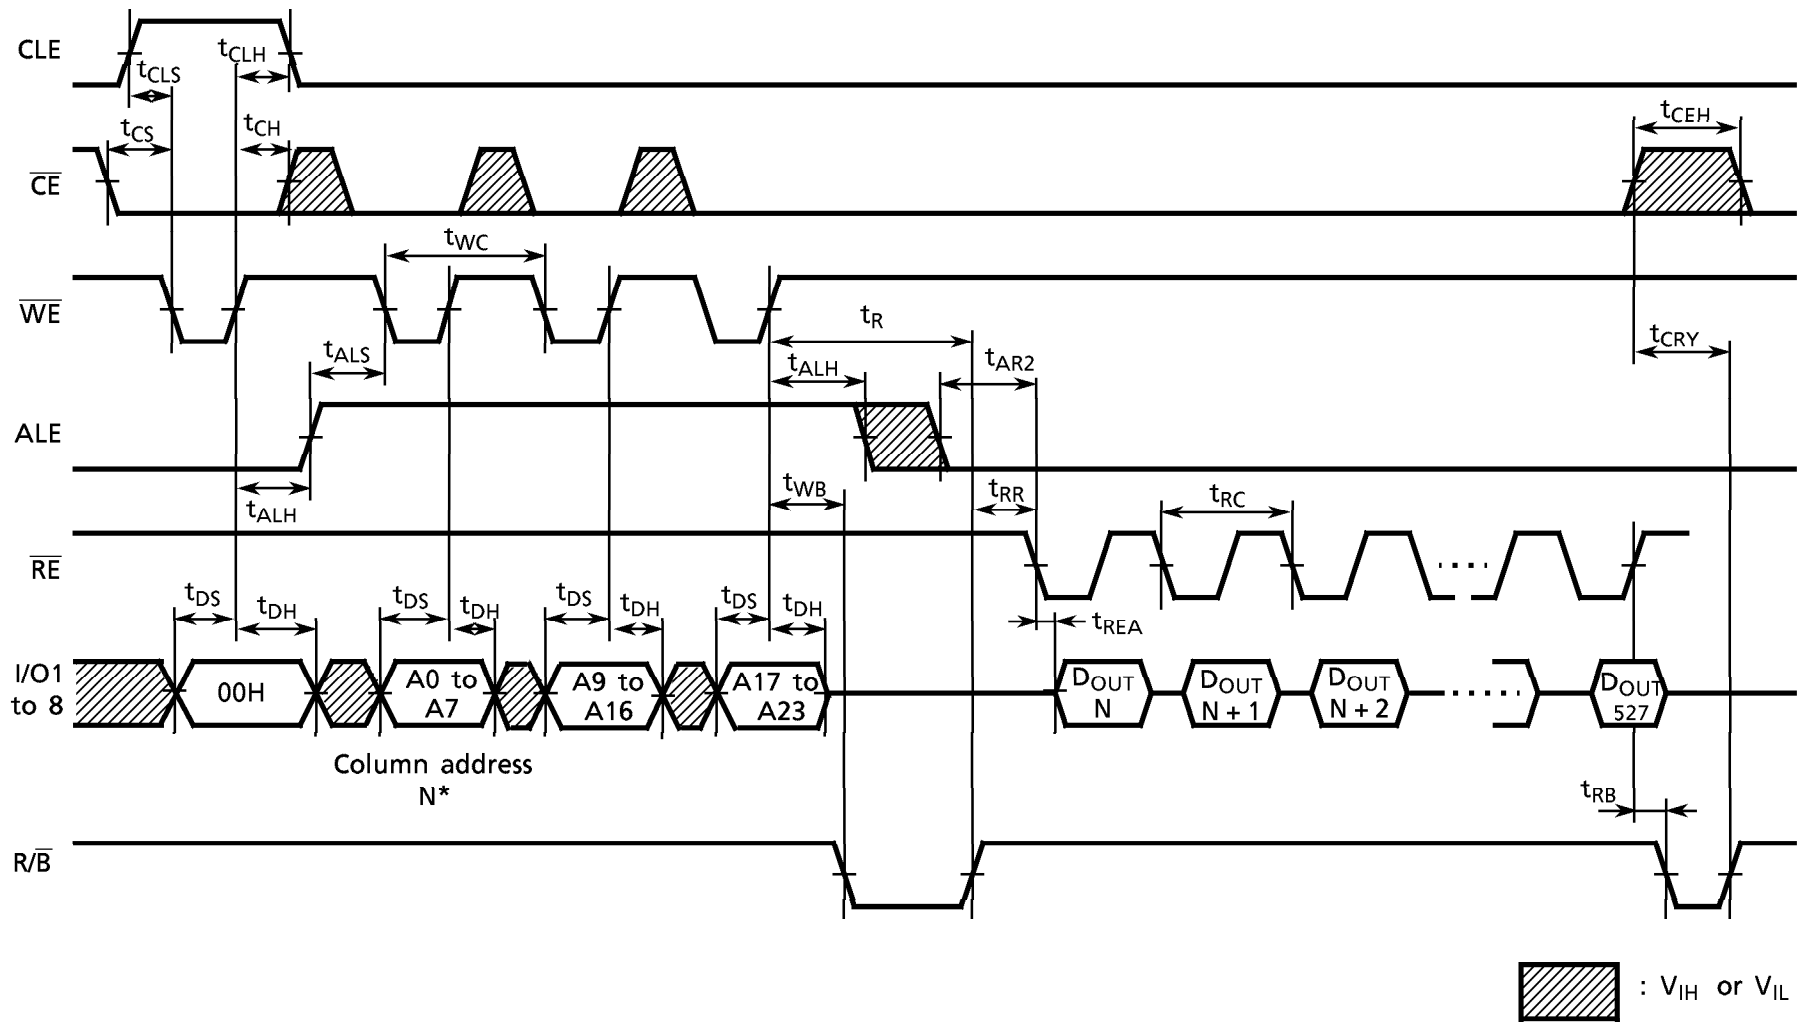 CLE
tCLS
tCLH
CE
tCS
tCH
tCEH
WE
tWC
tALS
tR
tALH
tAR2
tCRY
ALE
tALH
tWB
tRR
tRC
RE
tDS
tDH
tDS
tDH
tDS
tDH
tDS
tDH
tREA
I/O1
to 8
00H
A0 to
A7
A9 to
A16
A17 to
A23
DOUT
N
DOUT
N + 1
DOUT
N + 2
DOUT
527
Column address
N*
tRB
R/B
: VIH or VIL